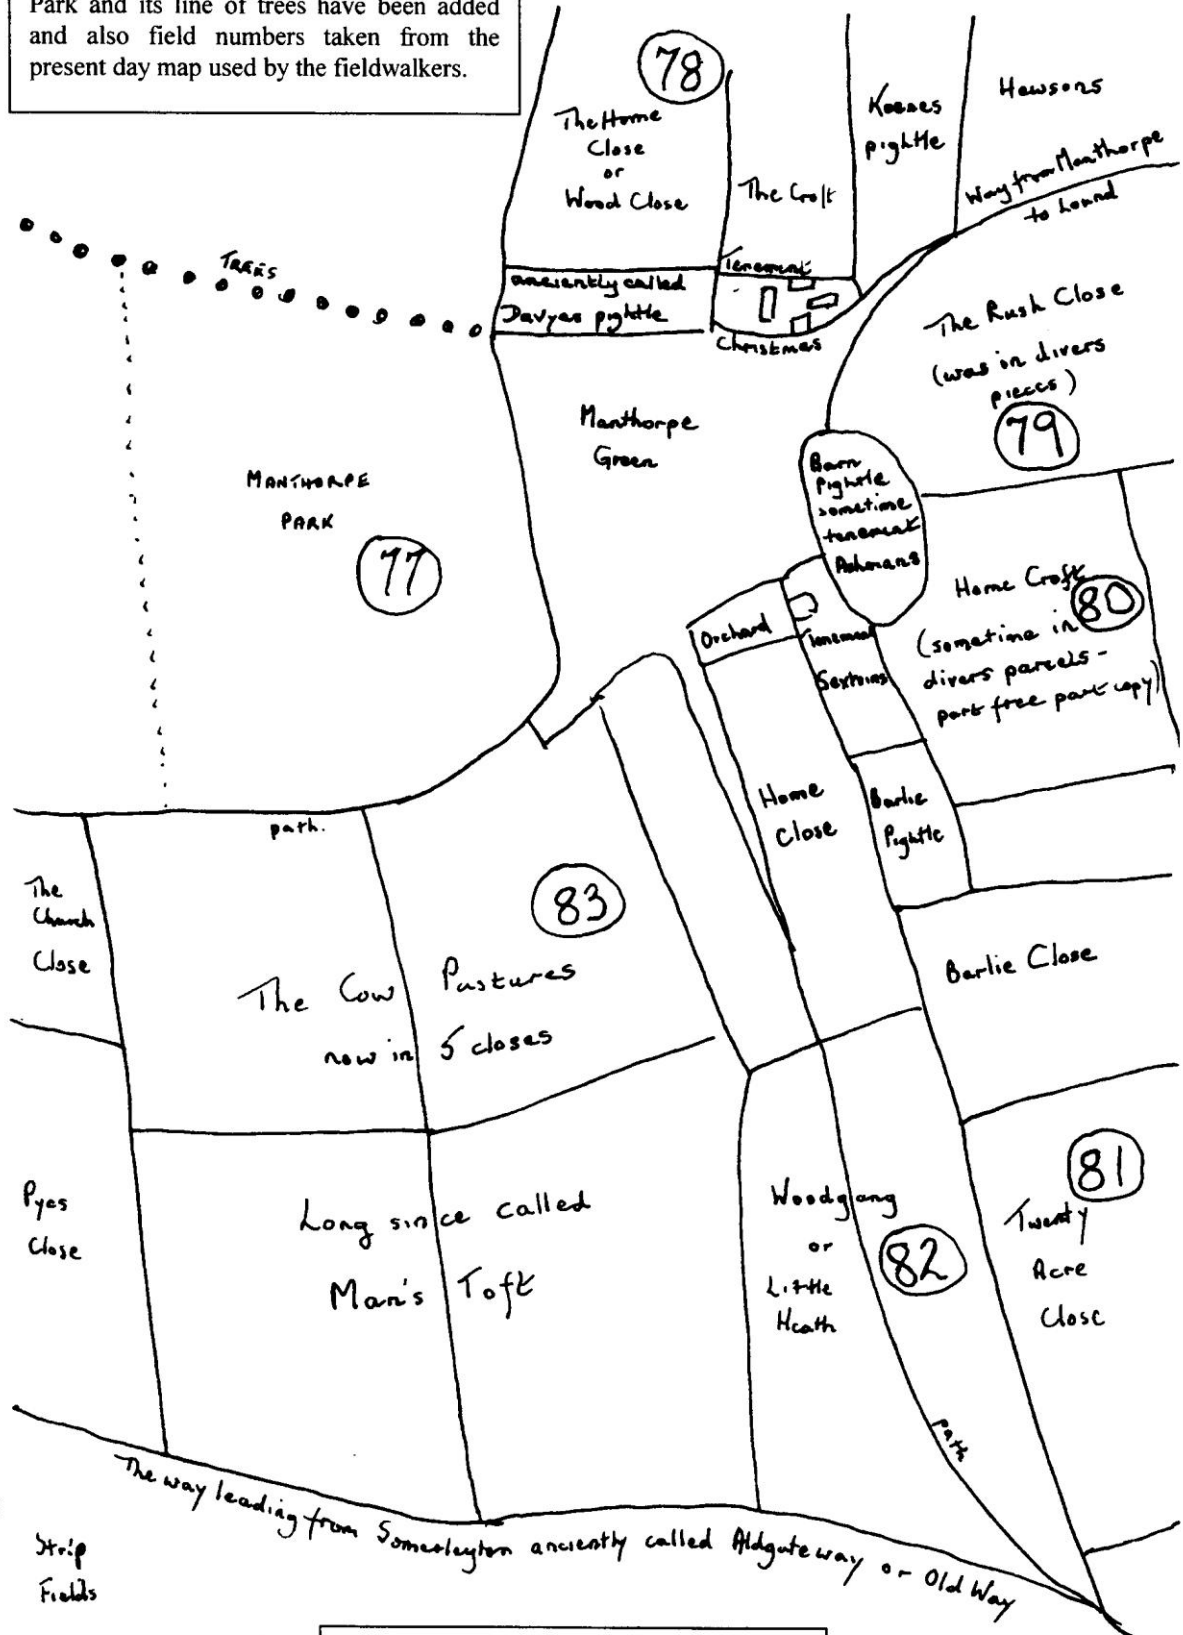 Park and its line of trees have been added
and also field numbers taken from the
present day map used by the fieldwalkers.
78
The Home
Close
or
Wood Close
The Croft
Keenes
pightle
Hawsons
Way from Manthorpe
to Lound
TREES
anciently called
Davyes pightle
Tenement
Christmas
The Rush Close
(was in divers
pieces)
79
Manthorpe
Green
MANTHORPE
PARK
77
Barn
Pightle
sometime
tenement
Ashmans
Home Croft
80
(sometime in
divers parcels -
part free part copy)
Orchard
Tenement
Sextons
Home
Close
Barlie
Pightle
path.
The
Church
Close
83
The Cow Pastures
now in 5 closes
Barlie Close
Pyes
Close
Long since called
Man's Toft
Woodgang
or
Little
Heath
82
81
Twenty
Acre
Close
path
The way leading from Somerleyton anciently called Aldgate way or Old Way
Strip
Fields